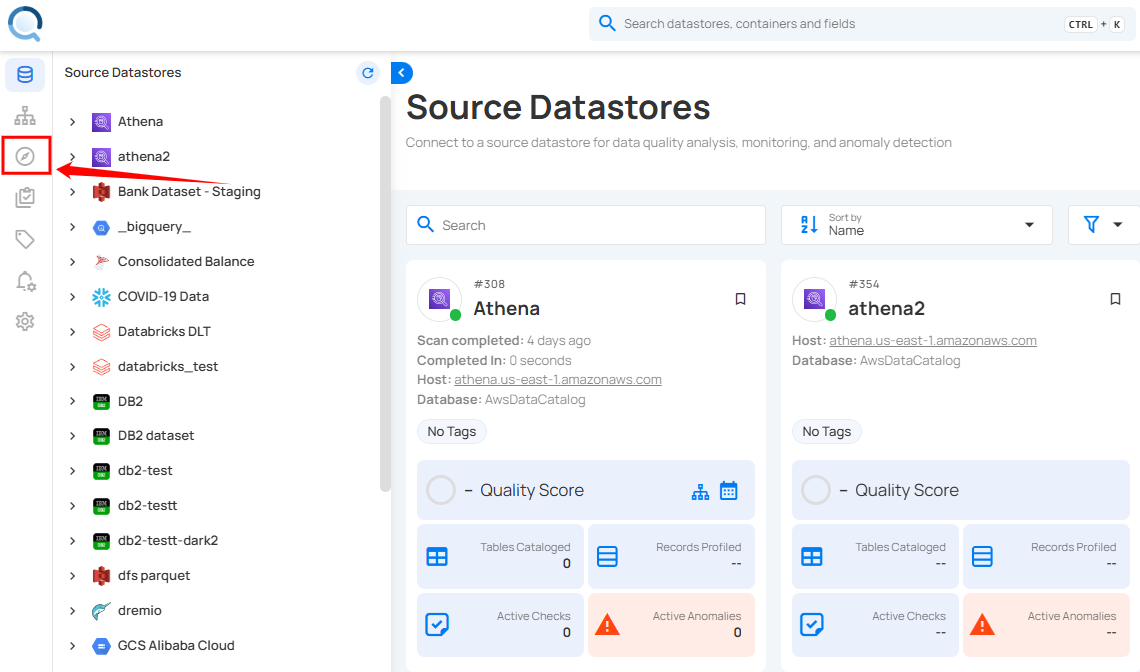 Search datastores, containers and fields
CTRL + K
Source Datastores
Athena
athena2
Bank Dataset - Staging
_bigquery_
Consolidated Balance
COVID-19 Data
Databricks DLT
databricks_test
DB2
DB2 dataset
db2-test
db2-testt
db2-testt-dark2
dfs parquet
dremio
GCS Alibaba Cloud
Source Datastores
Connect to a source datastore for data quality analysis, monitoring, and anomaly detection
Search
Sort by
Name
#308
Athena
Scan completed: 4 days ago
Completed In: 0 seconds
Host: athena.us-east-1.amazonaws.com
Database: AwsDataCatalog
No Tags
– Quality Score
Tables Cataloged
0
Records Profiled
--
Active Checks
0
Active Anomalies
0
#354
athena2
Host: athena.us-east-1.amazonaws.com
Database: AwsDataCatalog
No Tags
– Quality Score
Tables Cataloged
--
Records Profiled
--
Active Checks
--
Active Anomalies
--